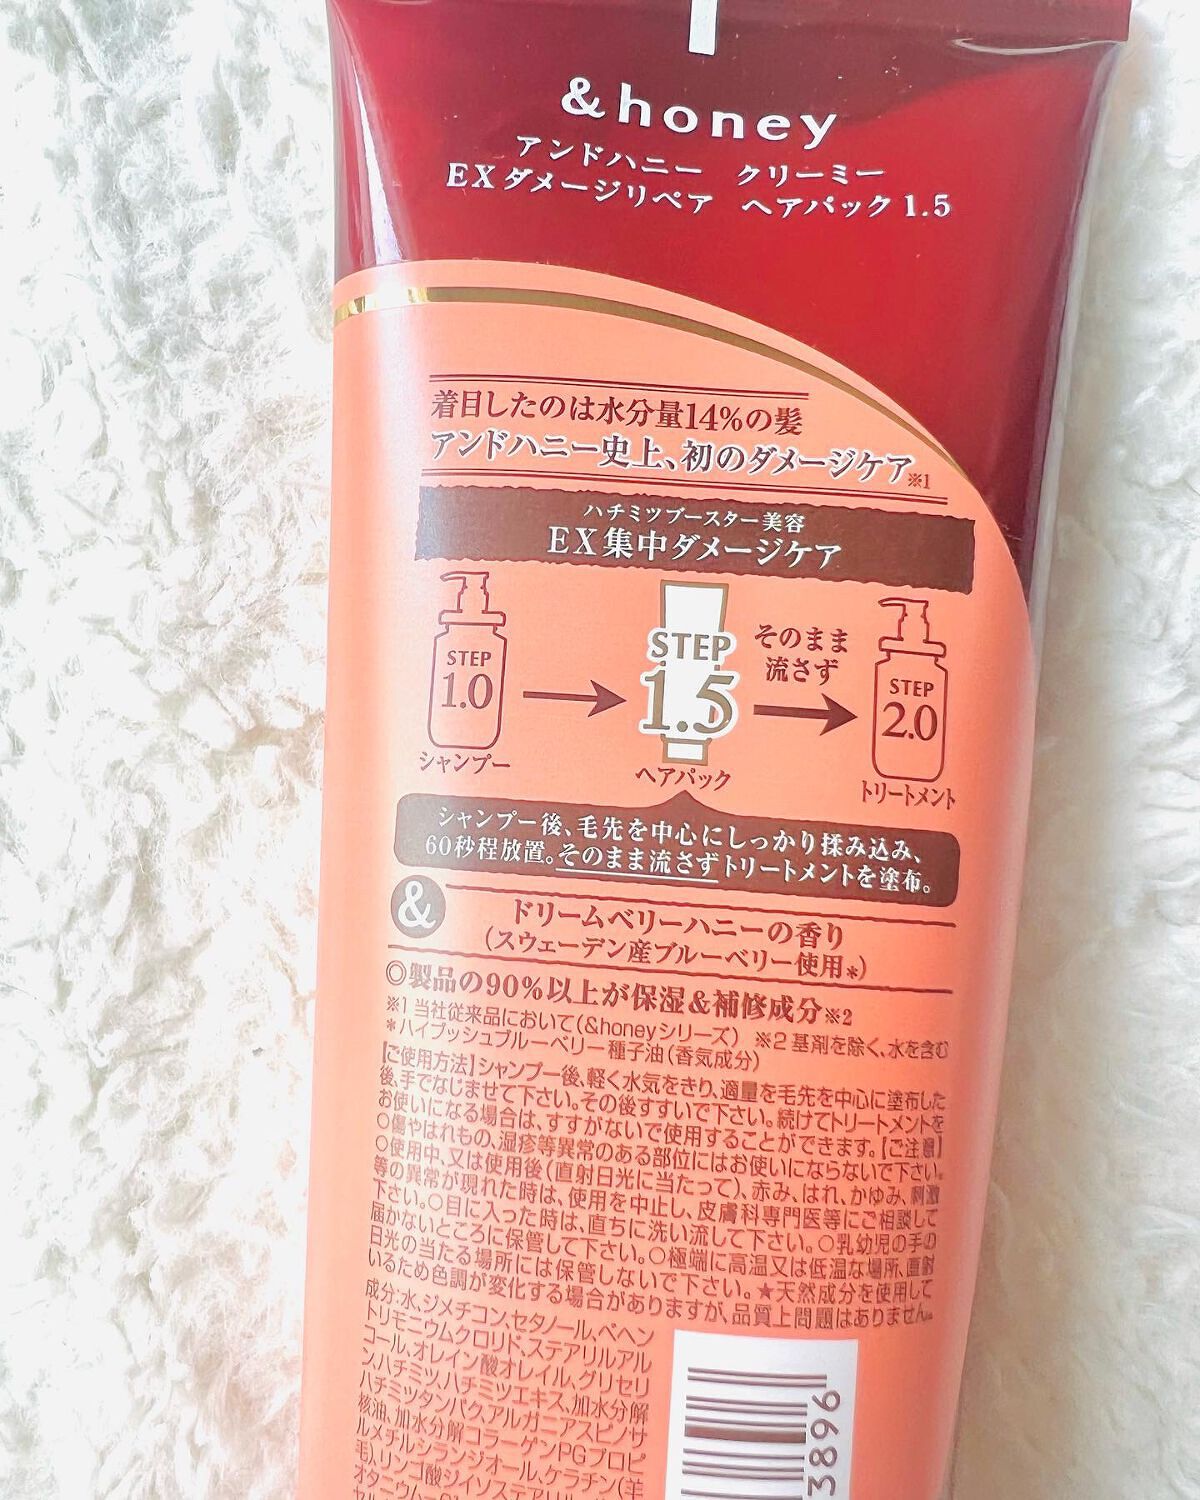 &honey
アンドハニー クリーミー
EXダメージリペア ヘアパック1.5
着目したのは水分量14%の髪
アンドハニー史上、初のダメージケア※1
ハチミツブースター美容
EX集中ダメージケア
STEP
1.0
シャンプー
STEP
1.5
ヘアパック
そのまま
流さず
STEP
2.0
トリートメント
シャンプー後、毛先を中心にしっかり揉み込み、
60秒程放置。そのまま流さずトリートメントを塗布。
&
ドリームベリーハニーの香り
(スウェーデン産ブルーベリー使用*)
◎製品の90%以上が保湿&補修成分※2
※1 当社従来品において(&honeyシリーズ) ※2 基剤を除く、水を含む
*ハイブッシュブルーベリー種子油(香気成分)
【ご使用方法】シャンプー後、軽く水気をきり、適量を毛先を中心に塗布した
後、手でなじませて下さい。その後すすいで下さい。続けてトリートメントを
お使いになる場合は、すすがないで使用することができます。【ご注意】
○傷やはれもの、湿疹等異常のある部位にはお使いにならないで下さい。
○使用中、又は使用後(直射日光に当たって)、赤み、はれ、かゆみ、刺激
等の異常が現れた時は、使用を中止し、皮膚科専門医等にご相談して
下さい。○目に入った時は、直ちに洗い流して下さい。○乳幼児の手の
届かないところに保管して下さい。○極端に高温又は低温な場所、直射
日光の当たる場所には保管しないで下さい。★天然成分を使用して
いるため色調が変化する場合がありますが、品質上問題はありません。
成分:水、ジメチコン、セタノール、ベヘン
トリモニウムクロリド、ステアリルアル
コール、オレイン酸オレイル、グリセリ
ン、ハチミツ、ハチミツエキス、加水分解
ハチミツタンパク、アルガニアスピノサ
核油、加水分解コラーゲンPGプロピ
ルメチルシランジオール、ケラチン(羊
毛)、リンゴ酸ジイソステアリル
オタニウム
3896